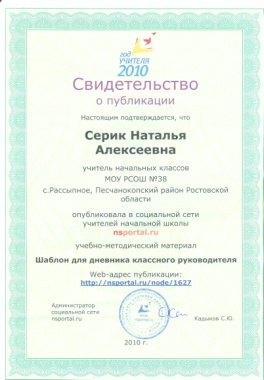 год
УЧИТЕЛЯ
2010
Свидетельство
о публикации
Настоящим подтверждается, что
Серик Наталья
Алексеевна
учитель начальных классов
МОУ РСОШ №38
с.Рассыпное, Песчанокопский район Ростовской
области
опубликовала в социальной сети
учителей начальной школы
nsportal.ru
учебно-методический материал
Шаблон для дневника классного руководителя
Web-адрес публикации:
http://nsportal.ru/node/1627
Администратор
социальной сети
nsportal.ru
Кадыков С.Ю.
2010 г.